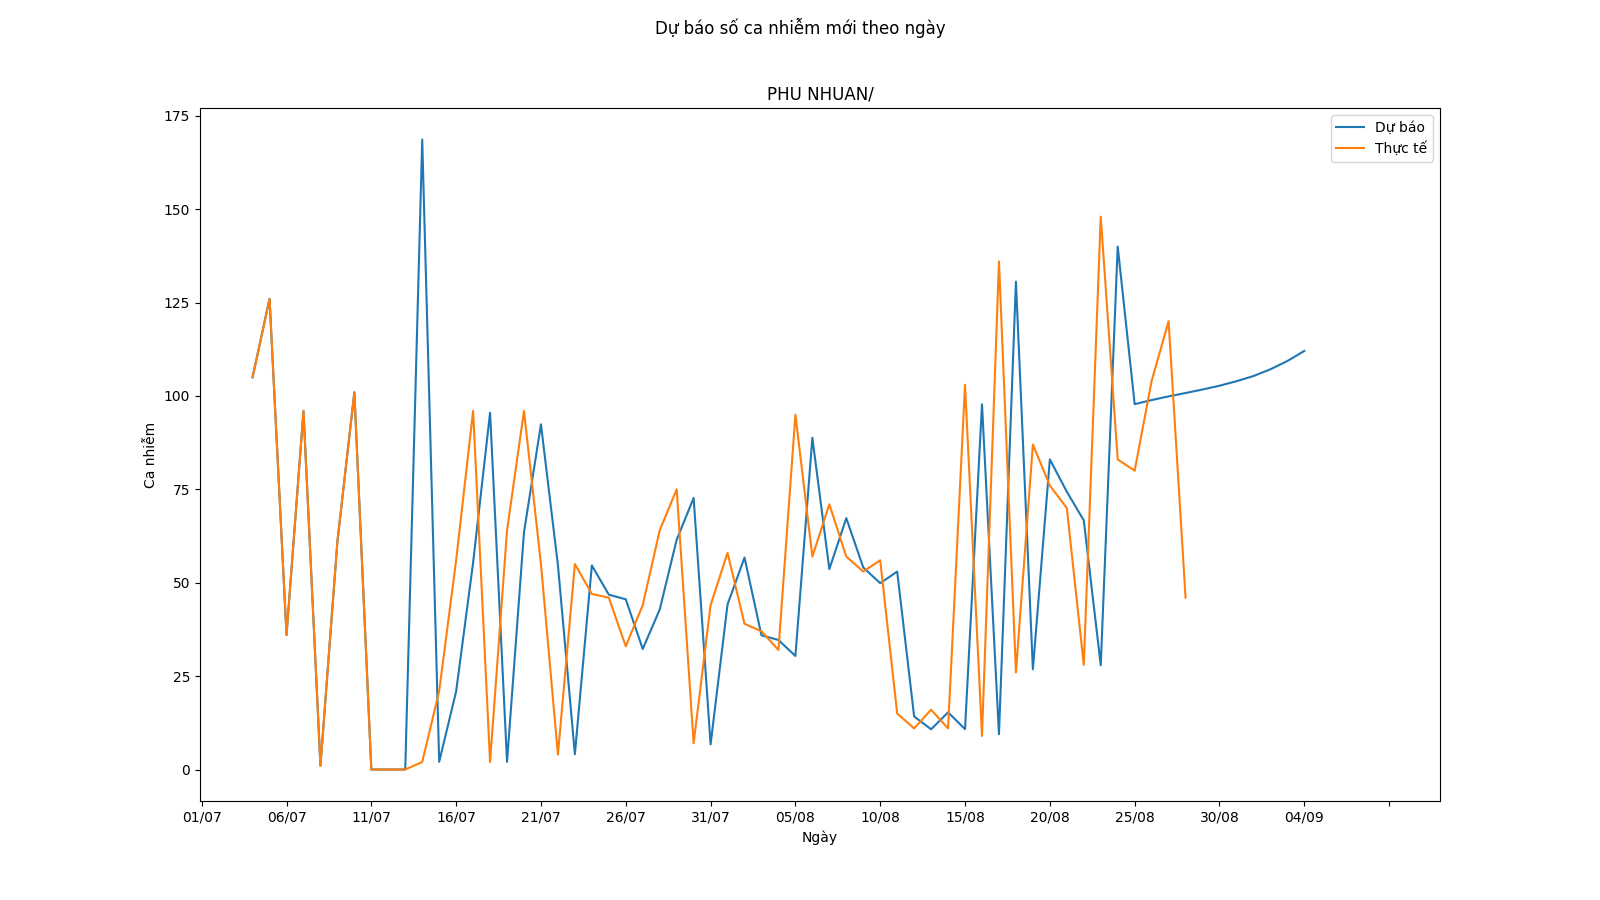 Dự báo số ca nhiễm mới theo ngày
PHU NHUAN/
175
150
125
100
75
50
25
0
Ca nhiễm
Dự báo
Thực tế
01/07 06/07 11/07 16/07 21/07 26/07 31/07 05/08 10/08 15/08 20/08 25/08 30/08 04/09
Ngày